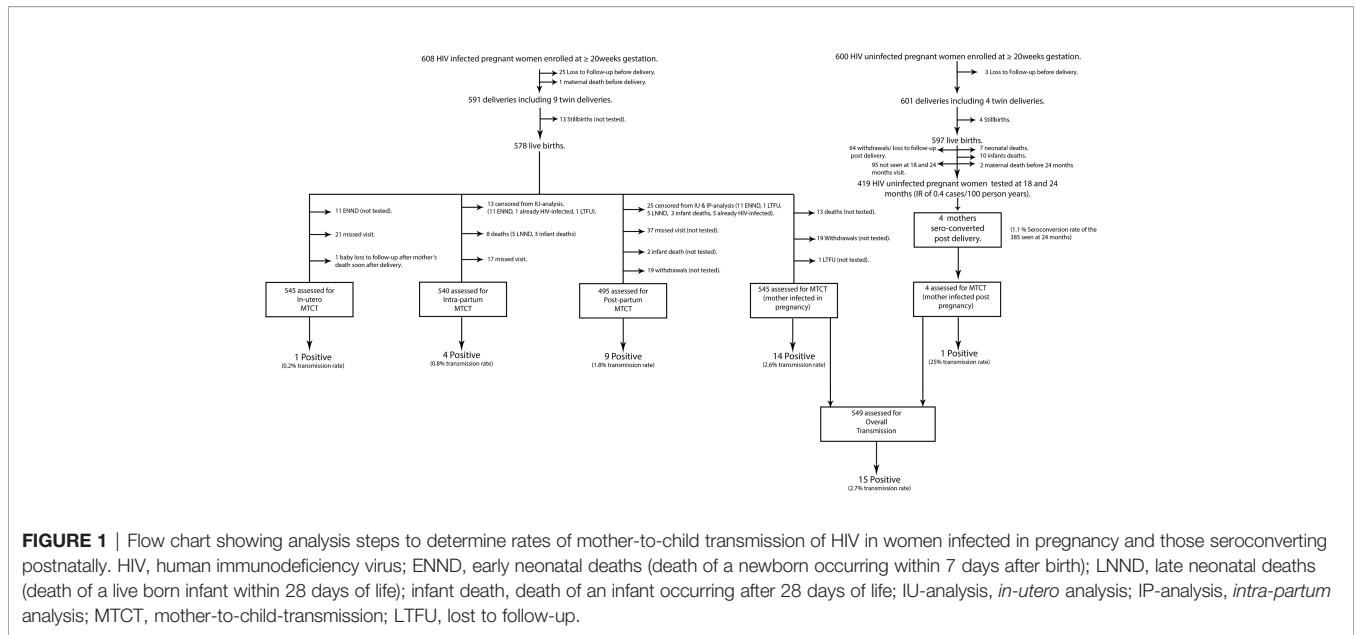 608 HIV infected pregnant women enrolled at ≥ 20weeks gestation.
25 Loss to Follow-up before delivery.
1 maternal death before delivery.
591 deliveries including 9 twin deliveries.
13 Stillbirths (not tested).
578 live births.
600 HIV uninfected pregnant women enrolled at ≥ 20weeks gestation.
3 Loss to Follow-up before delivery.
601 deliveries including 4 twin deliveries.
4 Stillbirths.
597 live births.
64 withdrawals/ loss to follow-up
post delivery.
7 neonatal deaths.
10 infants deaths.
95 not seen at 18 and 24
months visit.
2 maternal death before 24 months
419 HIV uninfected pregnant women tested at 18 and 24
months (IR of 0.4 cases/100 person years).
4 mothers
sero-converted
post delivery.
(1.1 % Seroconversion rate of the
385 seen at 24 months)
11 ENND (not tested).
21 missed visit.
1 baby loss to follow-up after mother's
death soon after delivery.
545 assessed for
In-utero
MTCT
1 Positive
(0.2% transmission rate)
13 censored from IU-analysis.
(11 ENND, 1 already HIV-infected, 1 LTFU).
8 deaths (5 LNND, 3 infant deaths)
17 missed visit.
540 assessed for
Intra-partum
MTCT
4 Positive
(0.8% transmission rate)
25 censored from IU & IP-analysis (11 ENND, 1 LTFU,
5 LNND, 3 infant deaths, 5 already HIV-infected).
37 missed visit (not tested).
2 infant death (not tested).
19 withdrawals (not tested).
495 assessed for
Post-partum
MTCT
9 Positive
(1.8% transmission rate)
13 deaths (not tested).
19 Withdrawals (not tested).
1 LTFU (not tested).
545 assessed for MTCT
(mother infected in
pregnancy)
14 Positive
(2.6% transmission rate)
4 assessed for MTCT
(mother infected post
pregnancy)
1 Positive
(25% transmission rate)
549 assessed for
Overall
Transmission
15 Positive
(2.7% transmission rate)
FIGURE 1 | Flow chart showing analysis steps to determine rates of mother-to-child transmission of HIV in women infected in pregnancy and those seroconverting
postnatally. HIV, human immunodeficiency virus; ENND, early neonatal deaths (death of a newborn occurring within 7 days after birth); LNND, late neonatal deaths
(death of a live born infant within 28 days of life); infant death, death of an infant occurring after 28 days of life; IU-analysis, in-utero analysis; IP-analysis, intra-partum
analysis; MTCT, mother-to-child-transmission; LTFU, lost to follow-up.